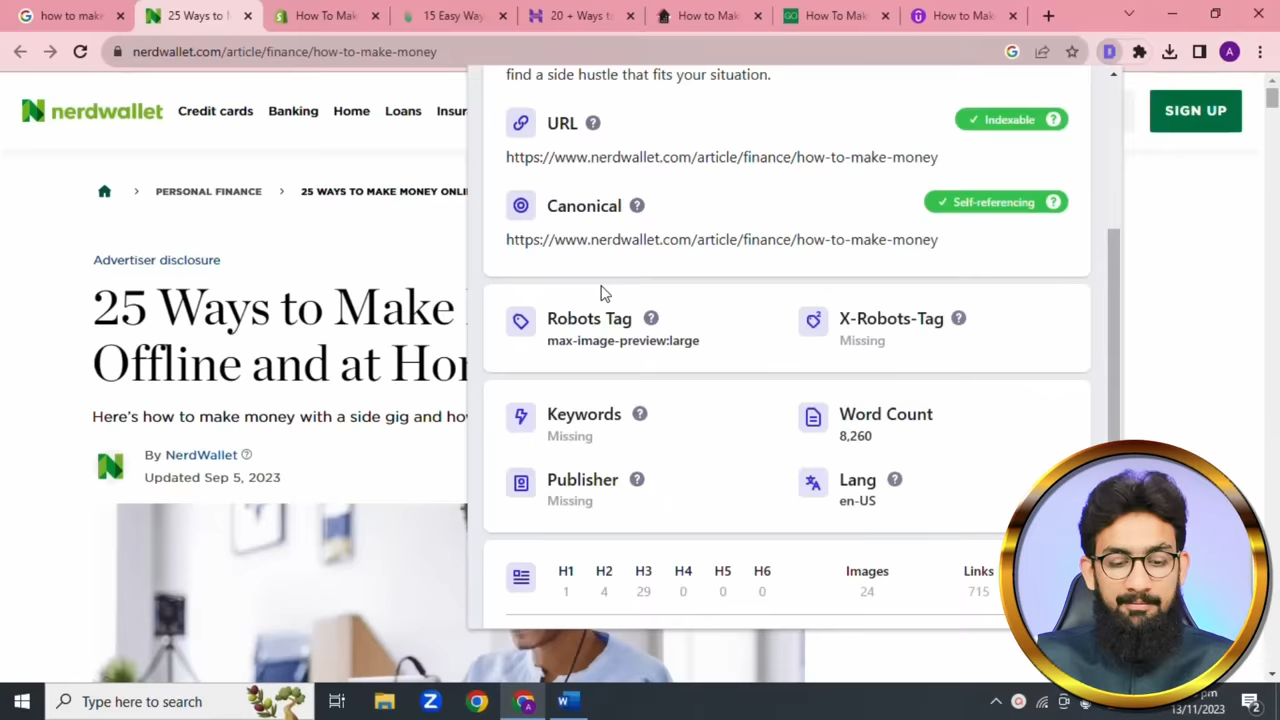 how to make
25 Ways to
How To Mak
15 Easy Way
20 + Ways t
How to Mak
How To Mak
How to Mak
nerdwallet.com/article/finance/how-to-make-money
A
nerdwallet
Credit cards
Banking
Home
Loans
Insur
SIGN UP
find a side hustle that fits your situation.
URL
✓ Indexable
https://www.nerdwallet.com/article/finance/how-to-make-money
PERSONAL FINANCE > 25 WAYS TO MAKE MONEY ONLI
Canonical
✓ Self-referencing
https://www.nerdwallet.com/article/finance/how-to-make-money
Advertiser disclosure
25 Ways to Make
Offline and at Ho
Here's how to make money with a side gig and ho
By NerdWallet
Updated Sep 5, 2023
Robots Tag
max-image-preview:large
X-Robots-Tag
Missing
Keywords
Missing
Word Count
8,260
Publisher
Missing
Lang
en-US
H1 H2 H3 H4 H5 H6 Images Links
1 4 29 0 0 0 24 715
Type here to search
pm
13/11/2023
2